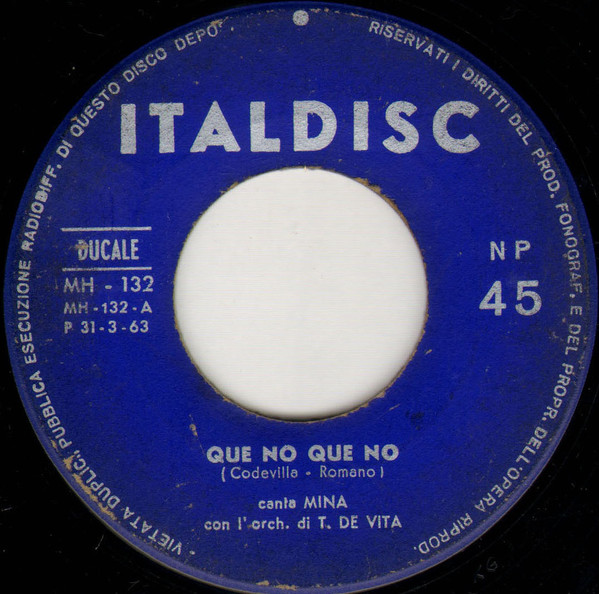 RISERVATI I DIRITTI DEL PROD. FONOGRAF. E DEL PROPR. DELL'OPERA RIPROD.
- VIETATA DUPLIC., PUBBLICA ESECUZIONE RADIODIFF. DI QUESTO DISCO DEPO
ITALDISC
DUCALE
MH - 132
MH-132-A
P 31-3-63
NP
45
QUE NO QUE NO
(Codevilla - Romano)
canta MINA
con l'orch. di T. DE VITA